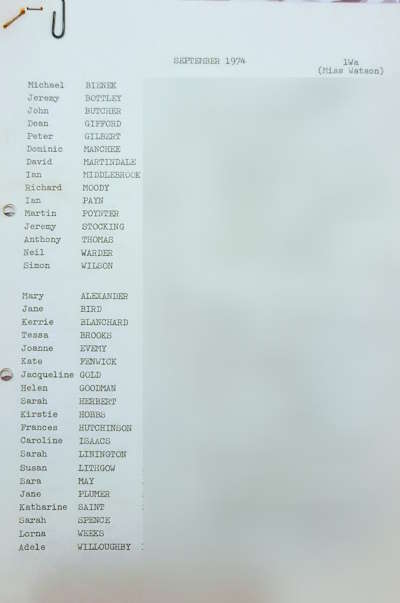 SEPTEMBER 1974
1Wa
(Miss Watson)
Michael BIENEK
Jeremy BOTTLEY
John BUTCHER
Dean GIFFORD
Peter GILBERT
Dominic MANCHEE
David MARTINDALE
Ian MIDDLEBROOK
Richard MOODY
Ian PAYN
Martin POYNTER
Jeremy STOCKING
Anthony THOMAS
Neil WARDER
Simon WILSON
Mary ALEXANDER
Jane BIRD
Kerrie BLANCHARD
Tessa BROOKS
Joanne EVEMY
Kate FENWICK
Jacqueline GOLD
Helen GOODMAN
Sarah HERBERT
Kirstie HOBBS
Frances HUTCHINSON
Caroline ISAACS
Sarah LININGTON
Susan LITHGOW
Sara MAY
Jane PLUMER
Katharine SAINT
Sarah SPENCE
Lorna WEEKS
Adele WILLOUGHBY